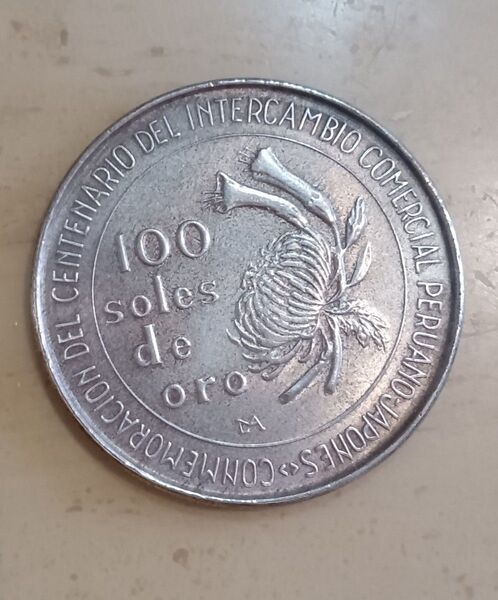 CONMEMORACION DEL CENTENARIO DEL INTERCAMBIO COMERCIAL PERUANO-JAPONES
100
soles
de
oro